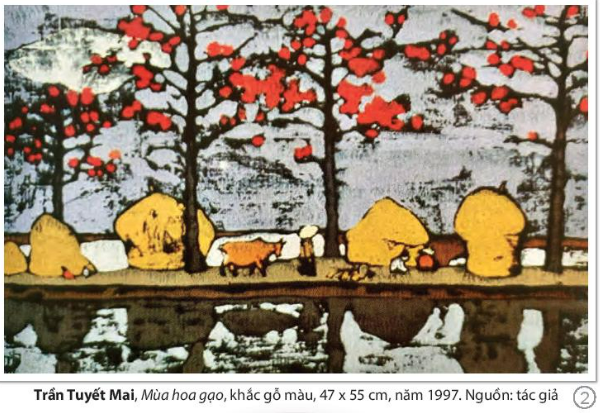 Trần Tuyết Mai, Mùa hoa gạo, khắc gỗ màu, 47 x 55 cm, năm 1997. Nguồn: tác giả 2